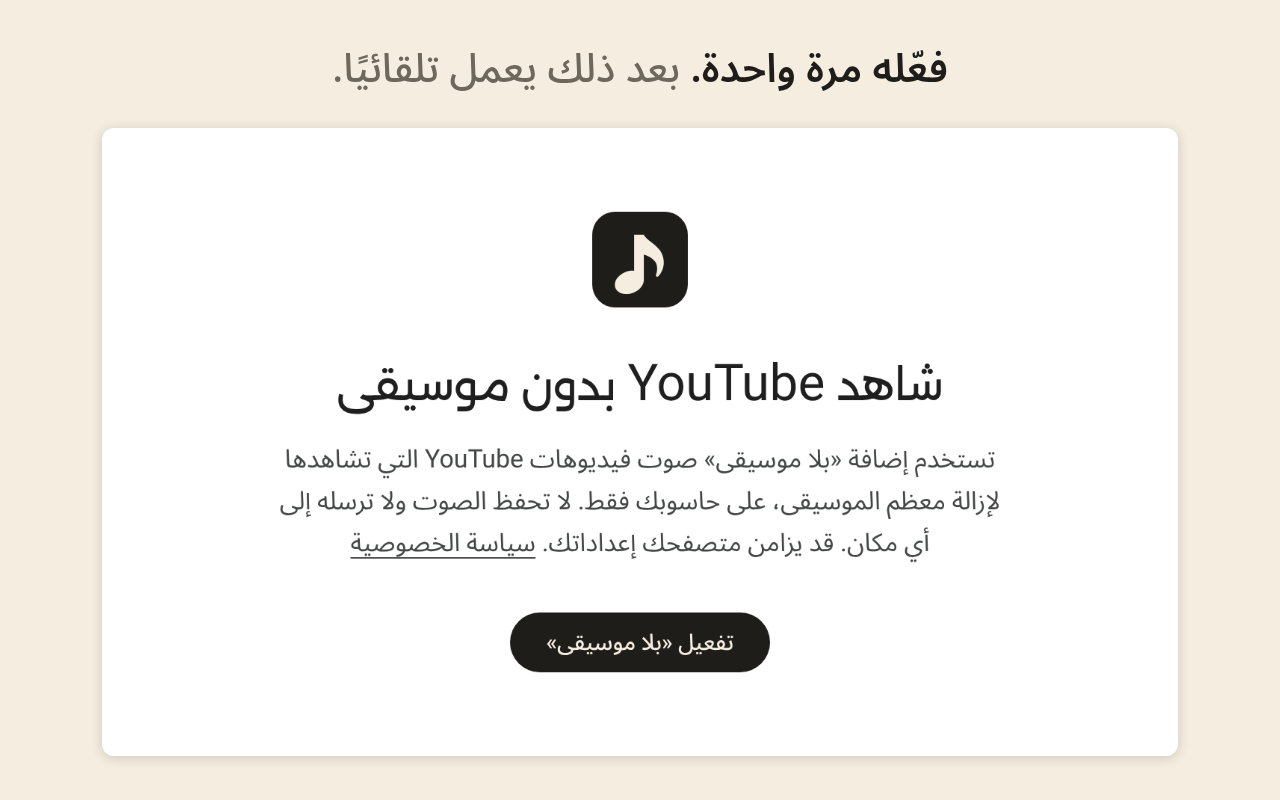 فعّله مرة واحدة. بعد ذلك يعمل تلقائيًا.
شاهد YouTube بدون موسيقى
تستخدم إضافة «بلا موسيقى» صوت فيديوهات YouTube التي تشاهدها
لإزالة معظم الموسيقى، على حاسوبك فقط. لا تحفظ الصوت ولا ترسله إلى
أي مكان. قد يزامن متصفحك إعداداتك. سياسة الخصوصية
تفعيل «بلا موسيقى»